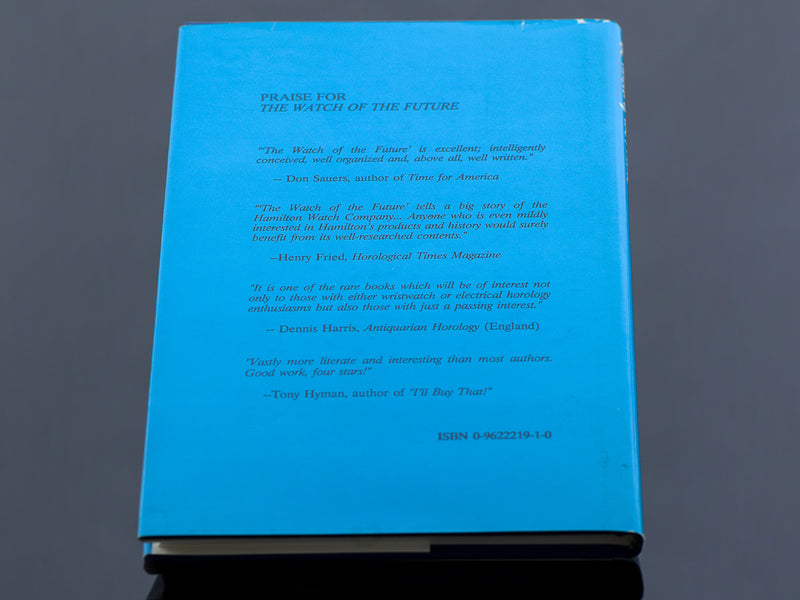 PRAISE FOR
THE WATCH OF THE FUTURE
"'The Watch of the Future' is excellent; intelligently
conceived, well organized and, above all, well written."
-- Don Sauers, author of Time for America
"'The Watch of the Future' tells a big story of the
Hamilton Watch Company... Anyone who is even mildly
interested in Hamilton's products and history would surely
benefit from its well-researched contents."
--Henry Fried, Horological Times Magazine
"It is one of the rare books which will be of interest not
only to those with either wristwatch or electrical horology
enthusiasms but also those with just a passing interest."
-- Dennis Harris, Antiquarian Horology (England)
"Vastly more literate and interesting than most authors.
Good work, four stars!"
--Tony Hyman, author of "I'll Buy That!"
ISBN 0-9622219-1-0